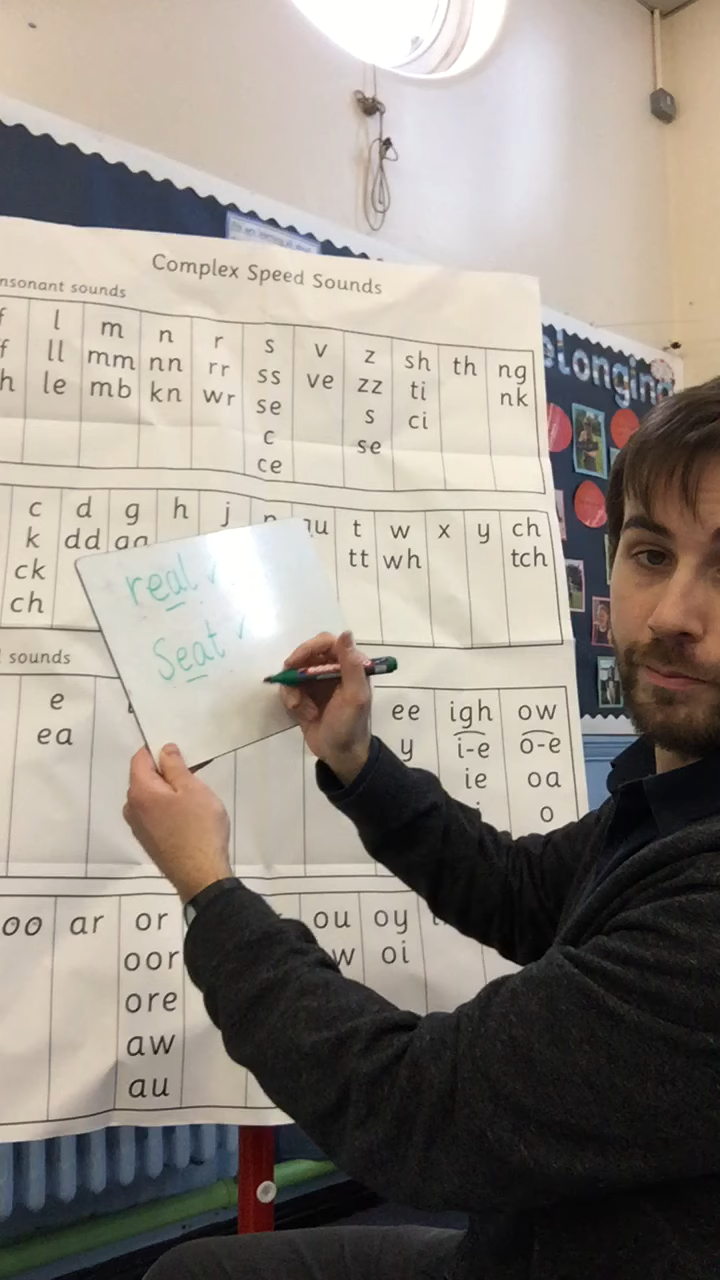 Complex Speed Sounds
nsonant sounds
f l m n r s v z sh th ng
f ll mm nn rr ss ve zz ti nk
h le mb kn wr se s ci
c se
ce
c d g h j qu t w x y ch
k dd gg tt wh tch
ck
ch
real ✓
seat ✓
sounds
e ee igh ow
ea y i-e o-e
ie oa
o
oo ar or ou oy
oor w oi
ore
aw
au
elonging